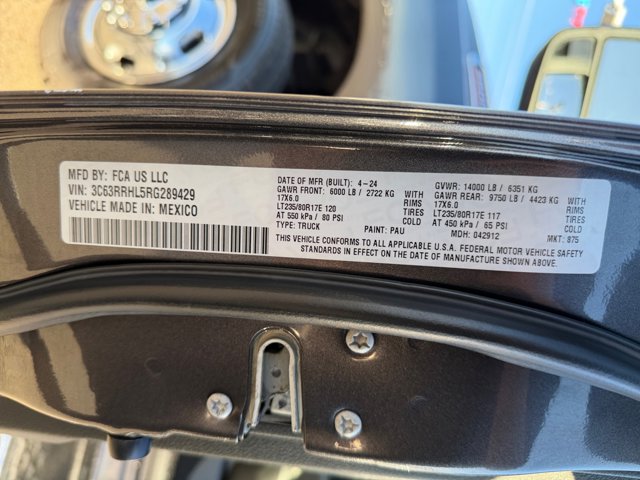 MFD BY: FCA US LLC
VIN: 3C63RRHL5RG289429
VEHICLE MADE IN: MEXICO
DATE OF MFR (BUILT): 4-24
GAWR FRONT: 6000 LB / 2722 KG WITH
17X6.0 RIMS
LT235/80R17E 120 TIRES
AT 550 kPa / 80 PSI COLD
TYPE: TRUCK PAINT: PAU
GVWR: 14000 LB / 6351 KG
GAWR REAR: 9750 LB / 4423 KG WITH
17X6.0 RIMS
LT235/80R17E 117 TIRES
AT 450 kPa / 65 PSI COLD
MDH: 042912 MKT: 875
THIS VEHICLE CONFORMS TO ALL APPLICABLE U.S.A. FEDERAL MOTOR VEHICLE SAFETY
STANDARDS IN EFFECT ON THE DATE OF MANUFACTURE SHOWN ABOVE.